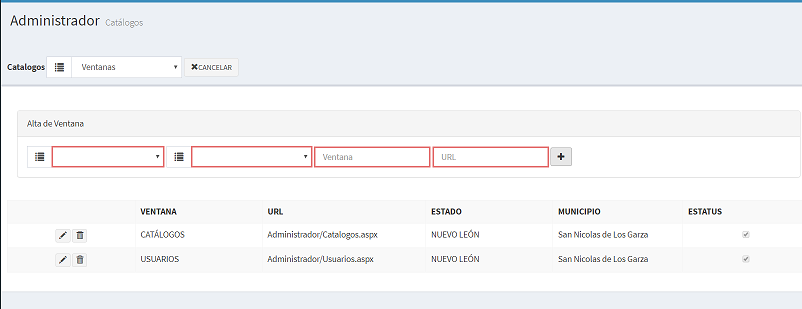 Administrador Catálogos
Catalogos Ventanas ✖CANCELAR
Alta de Ventana
Ventana URL
VENTANA URL ESTADO MUNICIPIO ESTATUS
CATÁLOGOS Administrador/Catalogos.aspx NUEVO LEÓN San Nicolas de Los Garza
USUARIOS Administrador/Usuarios.aspx NUEVO LEÓN San Nicolas de Los Garza